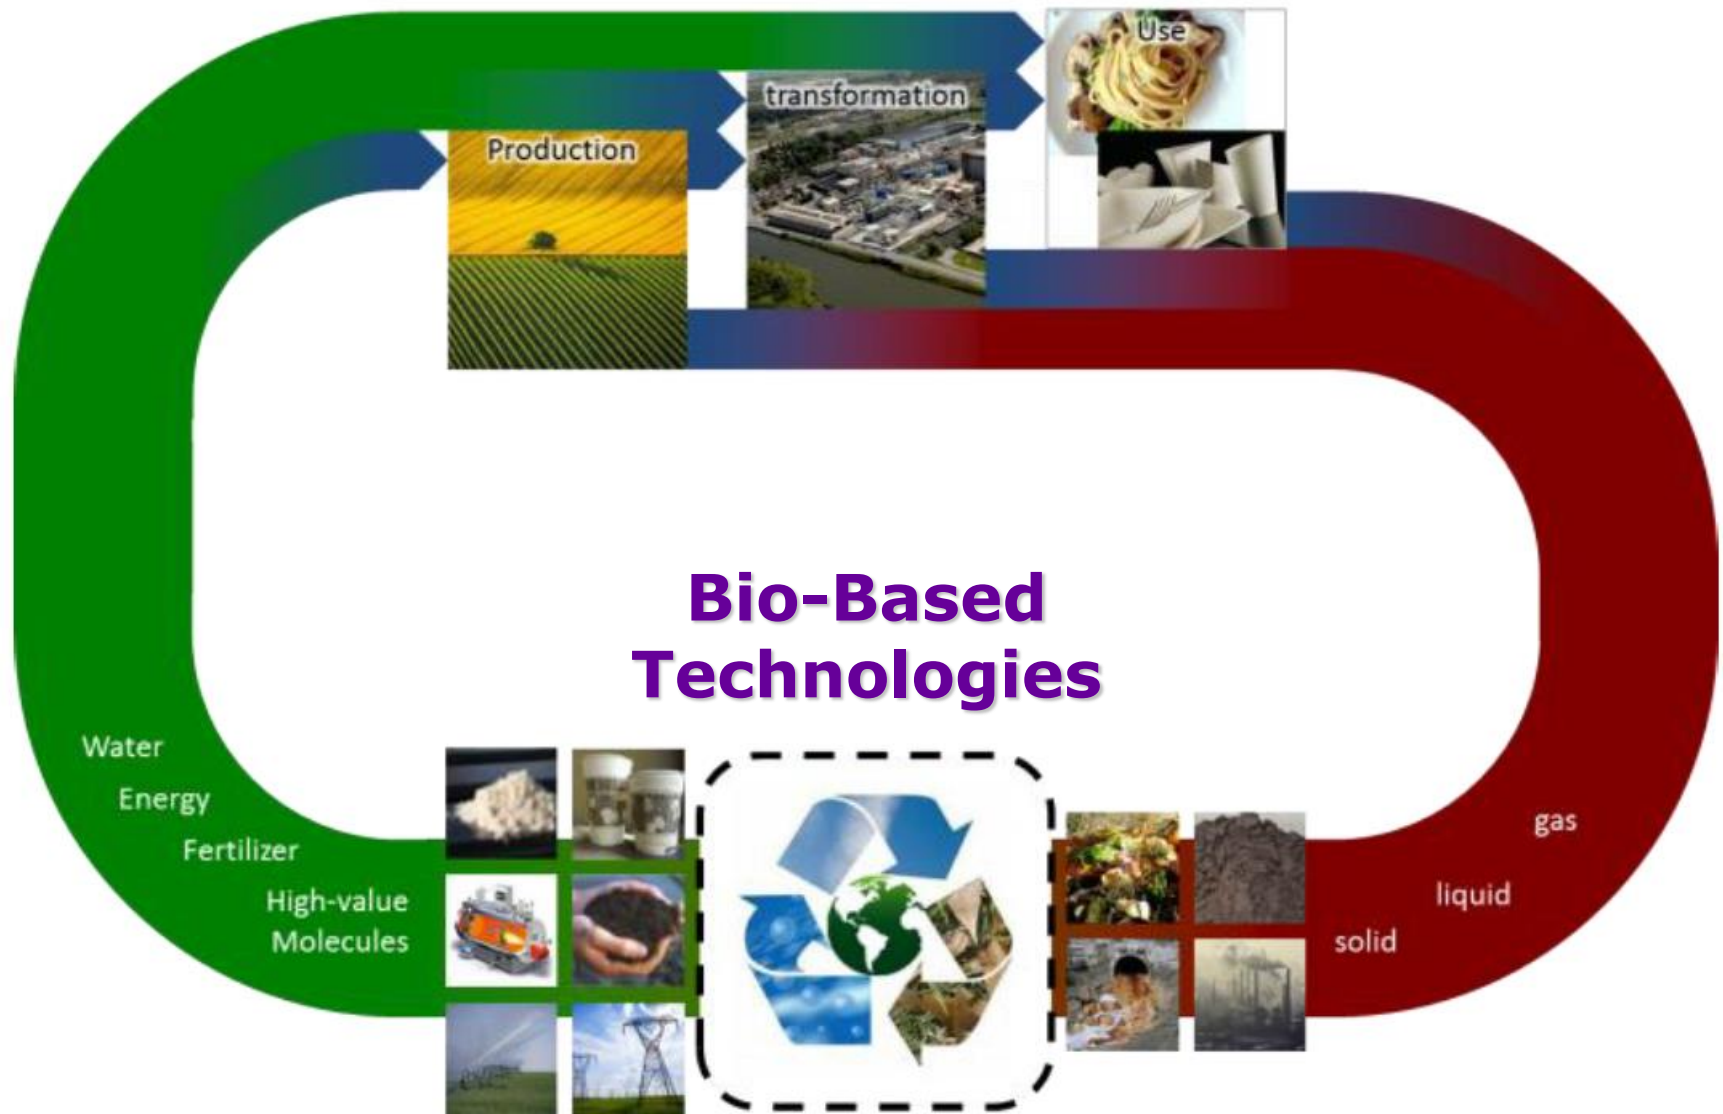 Use
transformation
Production
Bio-Based
Technologies
Water
Energy
Fertilizer
High-value
Molecules
gas
liquid
solid